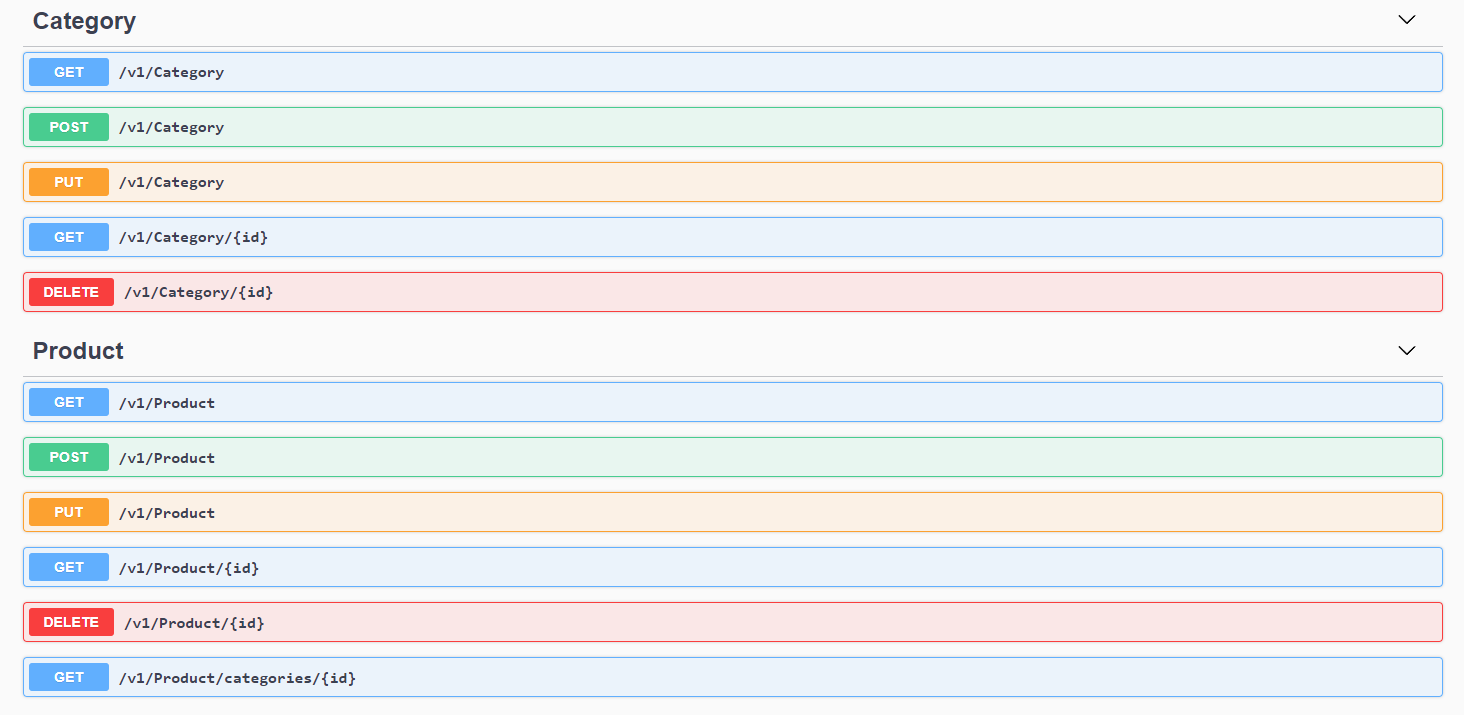 Category
GET /v1/Category
POST /v1/Category
PUT /v1/Category
GET /v1/Category/{id}
DELETE /v1/Category/{id}
Product
GET /v1/Product
POST /v1/Product
PUT /v1/Product
GET /v1/Product/{id}
DELETE /v1/Product/{id}
GET /v1/Product/categories/{id}